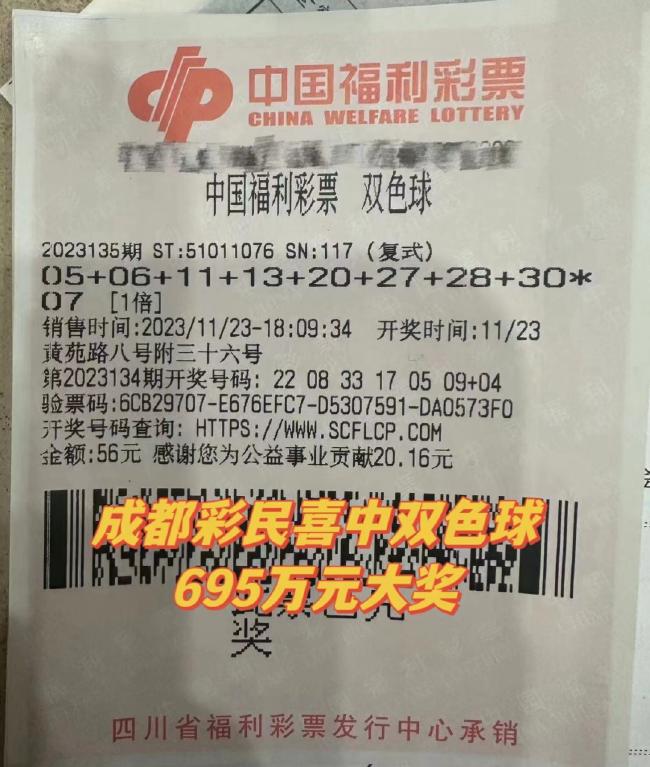 中国福利彩票
CHINA WELFARE LOTTERY
中国福利彩票 双色球
2023135期 ST:51011076 SN:117 (复式)
05+06+11+13+20+27+28+30*
07 [1倍]
销售时间:2023/11/23-18:09:34 开奖时间:11/23
黄苑路八号附三十六号
第2023134期开奖号码: 22 08 33 17 05 09+04
验票码:6CB29707-E676EFC7-D5307591-DA0573F0
开奖号码查询: HTTPS://WWW.SCFLCP.COM
金额:56元 感谢您为公益事业贡献20.16元
成都彩民喜中双色球
695万元大奖
奖
四川省福利彩票发行中心承销